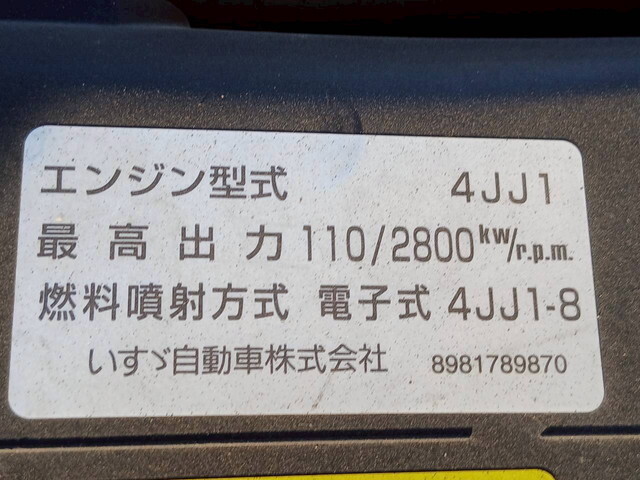 エンジン型式 4JJ1
最高出力 110/2800 kW/r.p.m.
燃料噴射方式 電子式 4JJ1-8
いすゞ自動車株式会社 8981789870